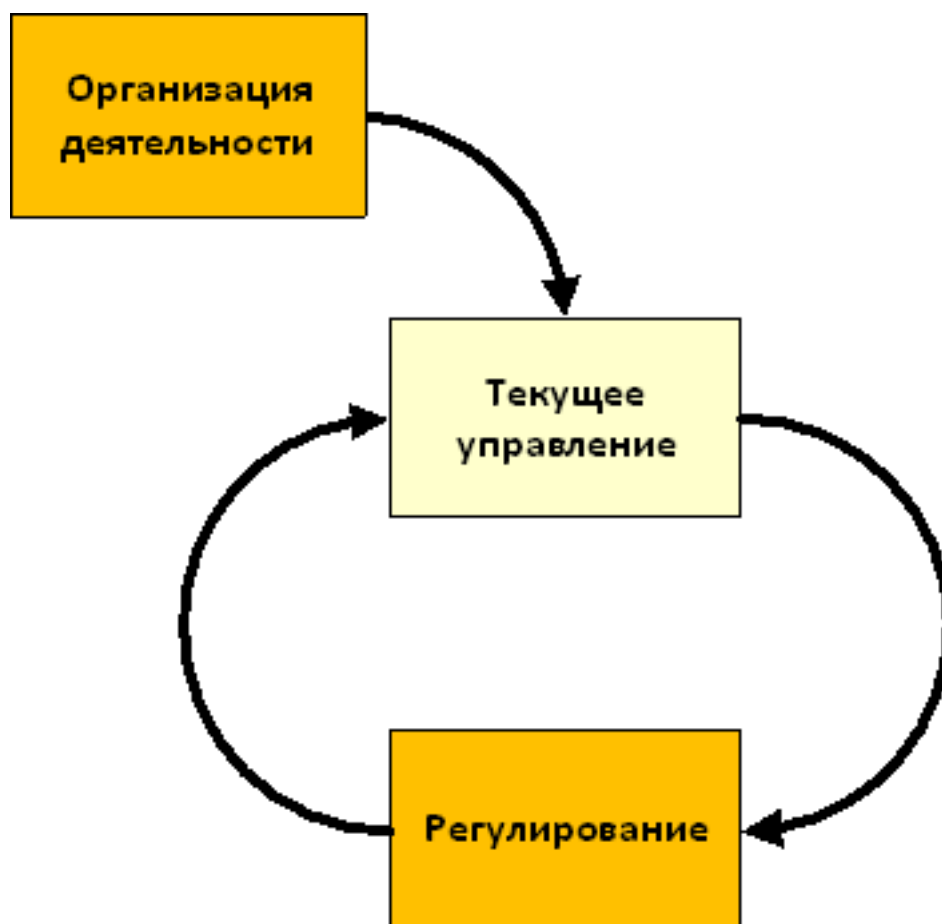 Организация
деятельности
Текущее
управление
Регулирование